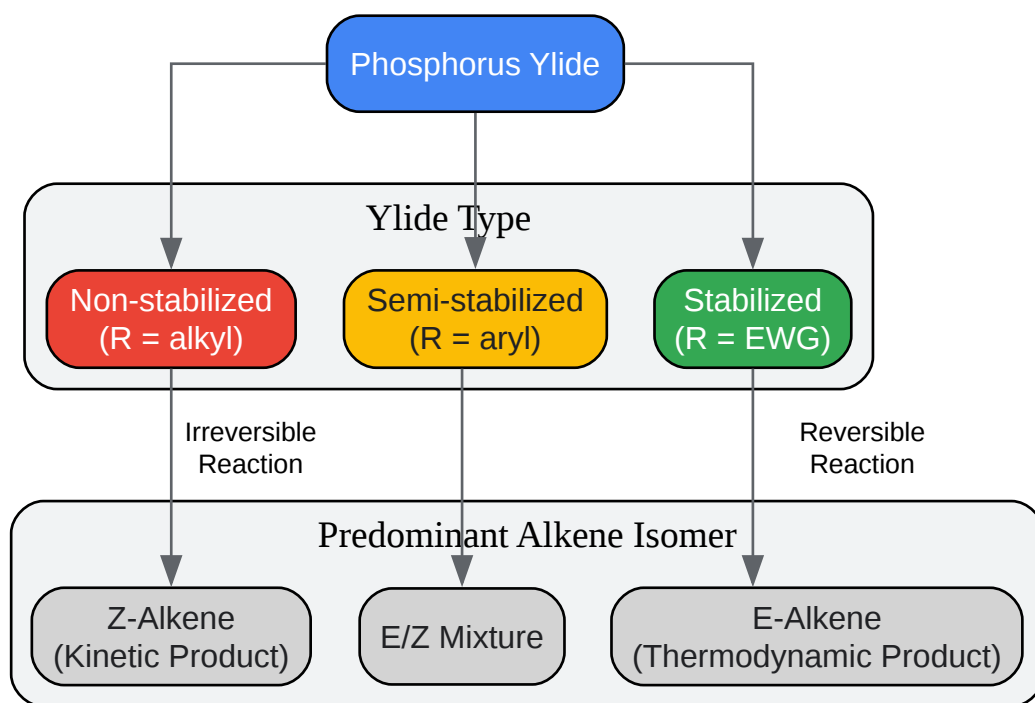 Phosphorus Ylide
Ylide Type
Non-stabilized
(R = alkyl)
Semi-stabilized
(R = aryl)
Stabilized
(R = EWG)
Irreversible
Reaction
Reversible
Reaction
Predominant Alkene Isomer
Z-Alkene
(Kinetic Product)
E/Z Mixture
E-Alkene
(Thermodynamic Product)